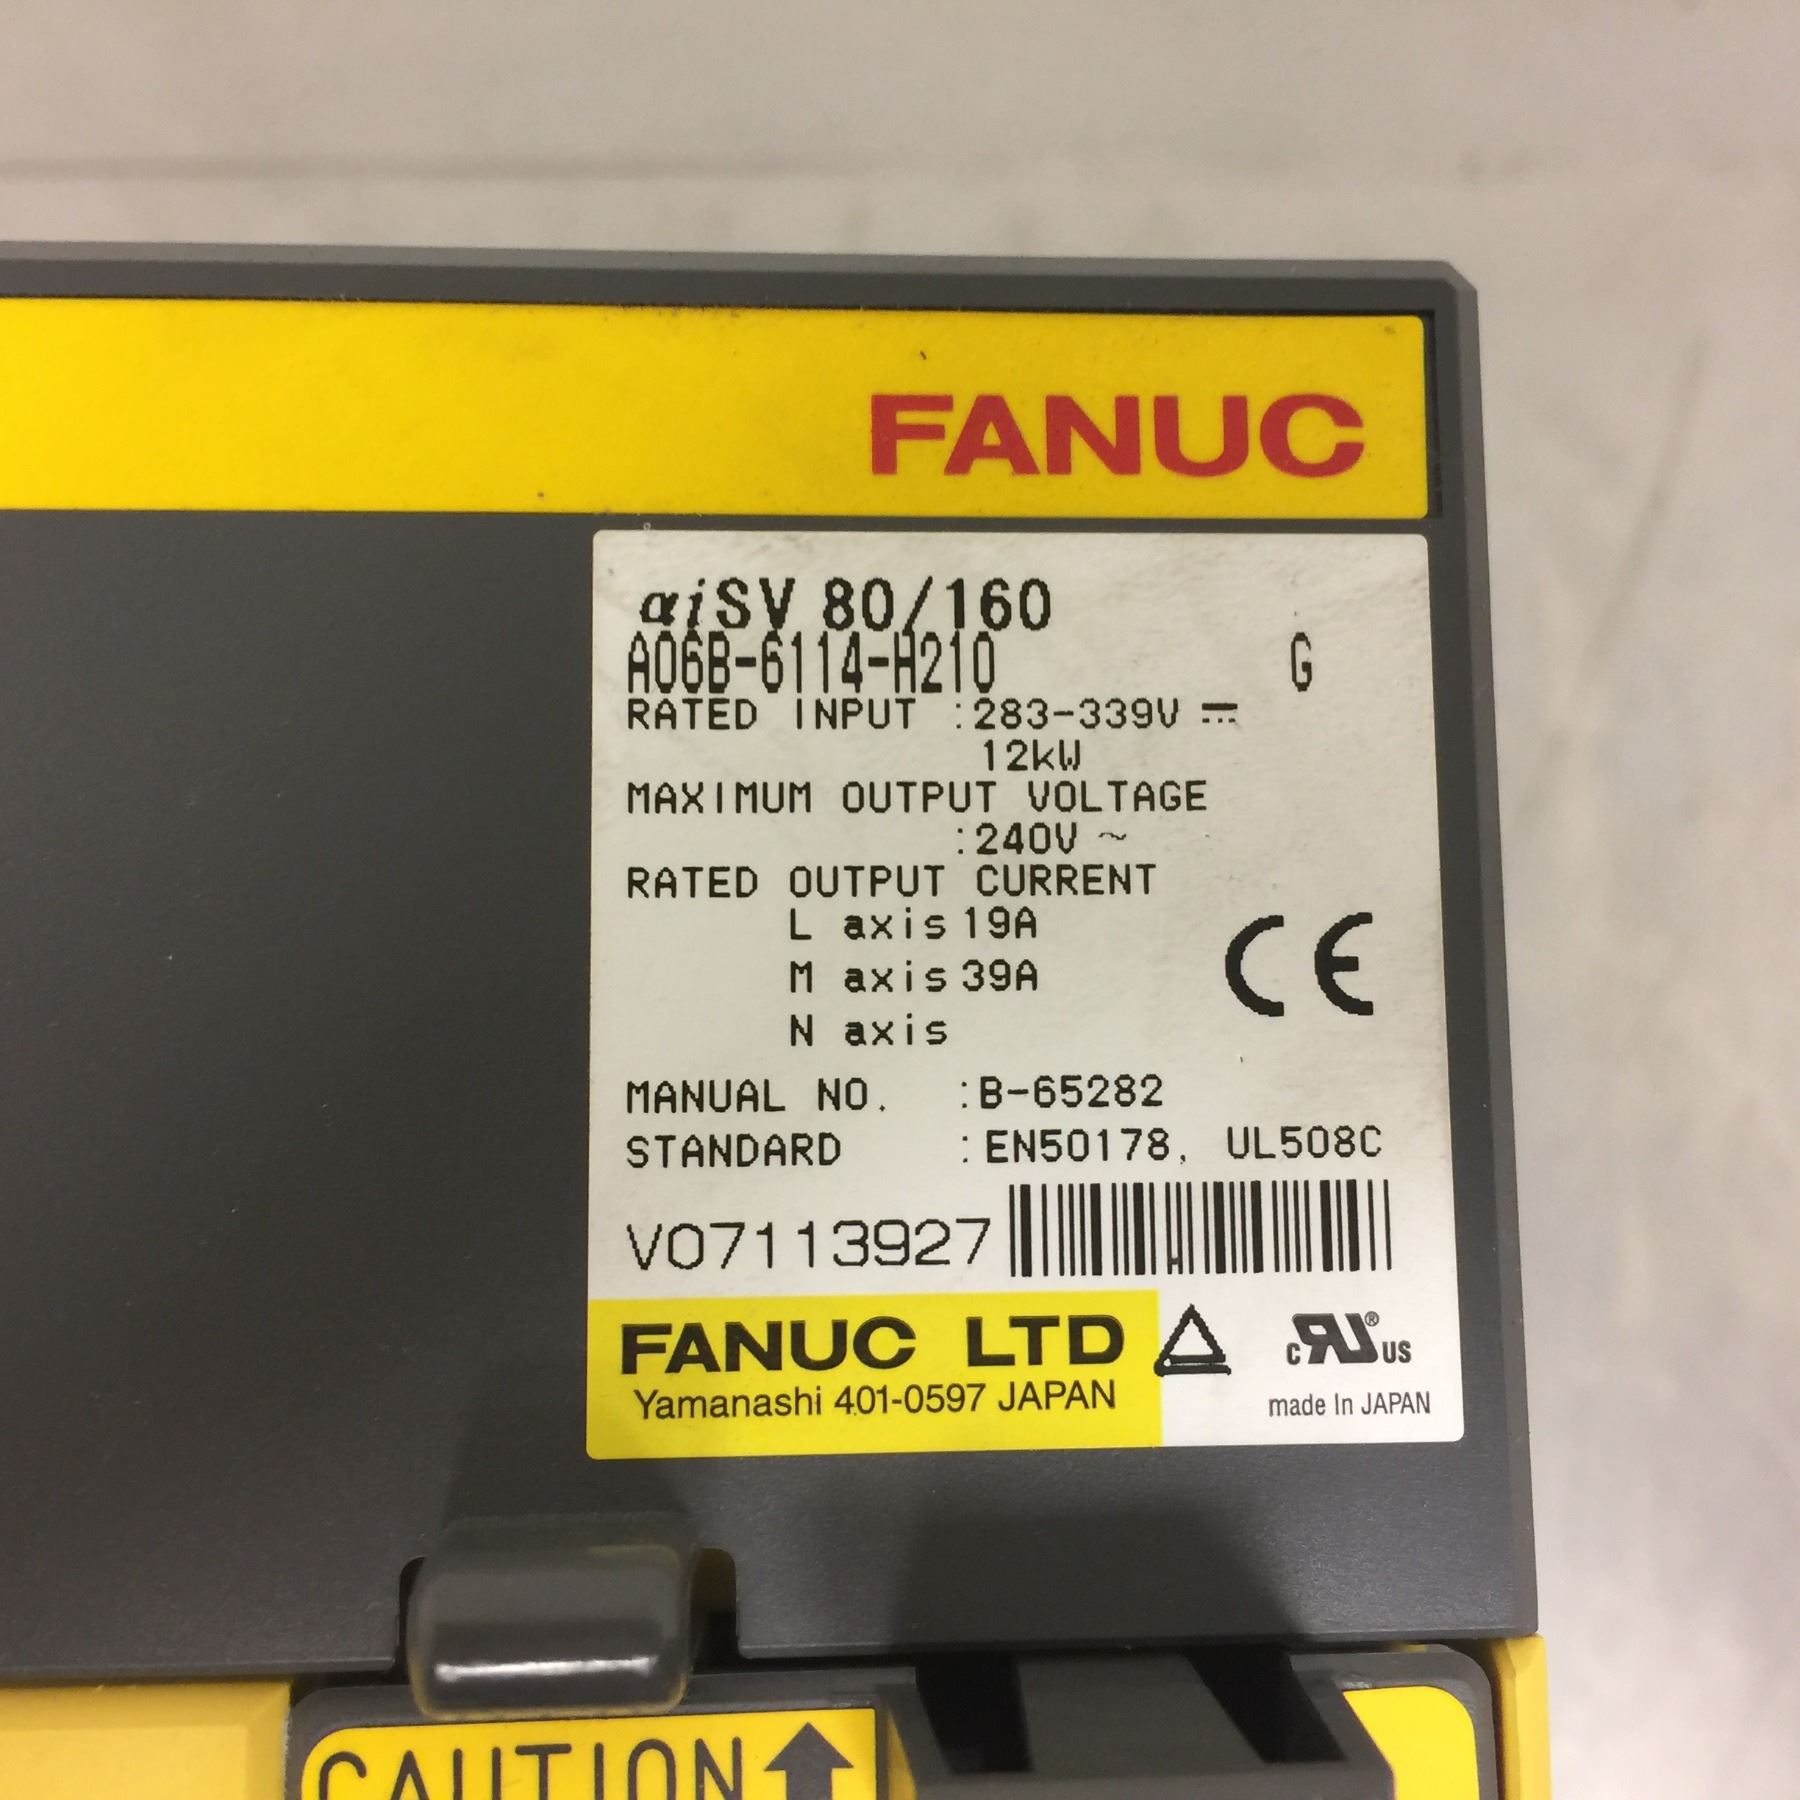 FANUC
αiSV 80/160
A06B-6114-H210 G
RATED INPUT :283-339V ⎓
12kW
MAXIMUM OUTPUT VOLTAGE
:240V ~
RATED OUTPUT CURRENT
L axis 19A
M axis 39A
N axis
CE
MANUAL NO. :B-65282
STANDARD :EN50178, UL508C
V07113927
FANUC LTD
Yamanashi 401-0597 JAPAN
c RU ® US
made In JAPAN
CAUTION